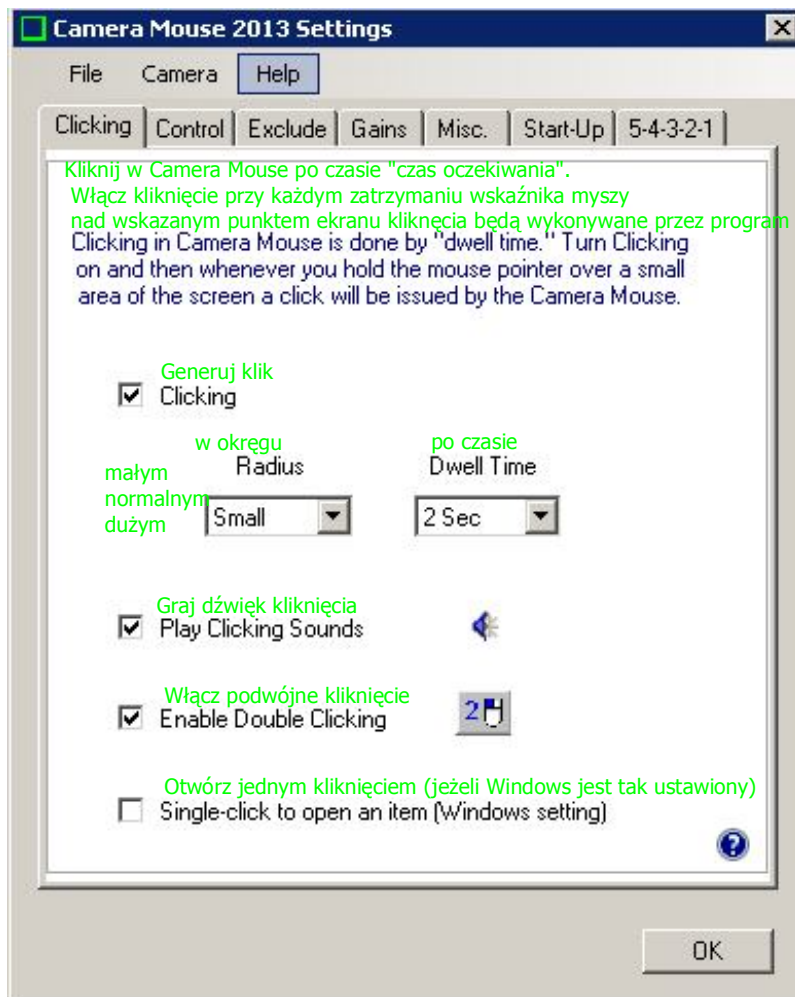 Camera Mouse 2013 Settings
File Camera Help
Clicking Control Exclude Gains Misc. Start-Up 5-4-3-2-1
Kliknij w Camera Mouse po czasie "czas oczekiwania".
Włącz kliknięcie przy każdym zatrzymaniu wskaźnika myszy
nad wskazanym punktem ekranu kliknęcia będą wykonywane przez program
Clicking in Camera Mouse is done by "dwell time." Turn Clicking
on and then whenever you hold the mouse pointer over a small
area of the screen a click will be issued by the Camera Mouse.
Generuj klik
Clicking
w okręgu po czasie
Radius Dwell Time
małym
normalnym
dużym
Small 2 Sec
Graj dźwięk kliknięcia
Play Clicking Sounds
Włącz podwójne kliknięcie
Enable Double Clicking 2
Otwórz jednym kliknięciem (jeżeli Windows jest tak ustawiony)
Single-click to open an item (Windows setting)
?
OK